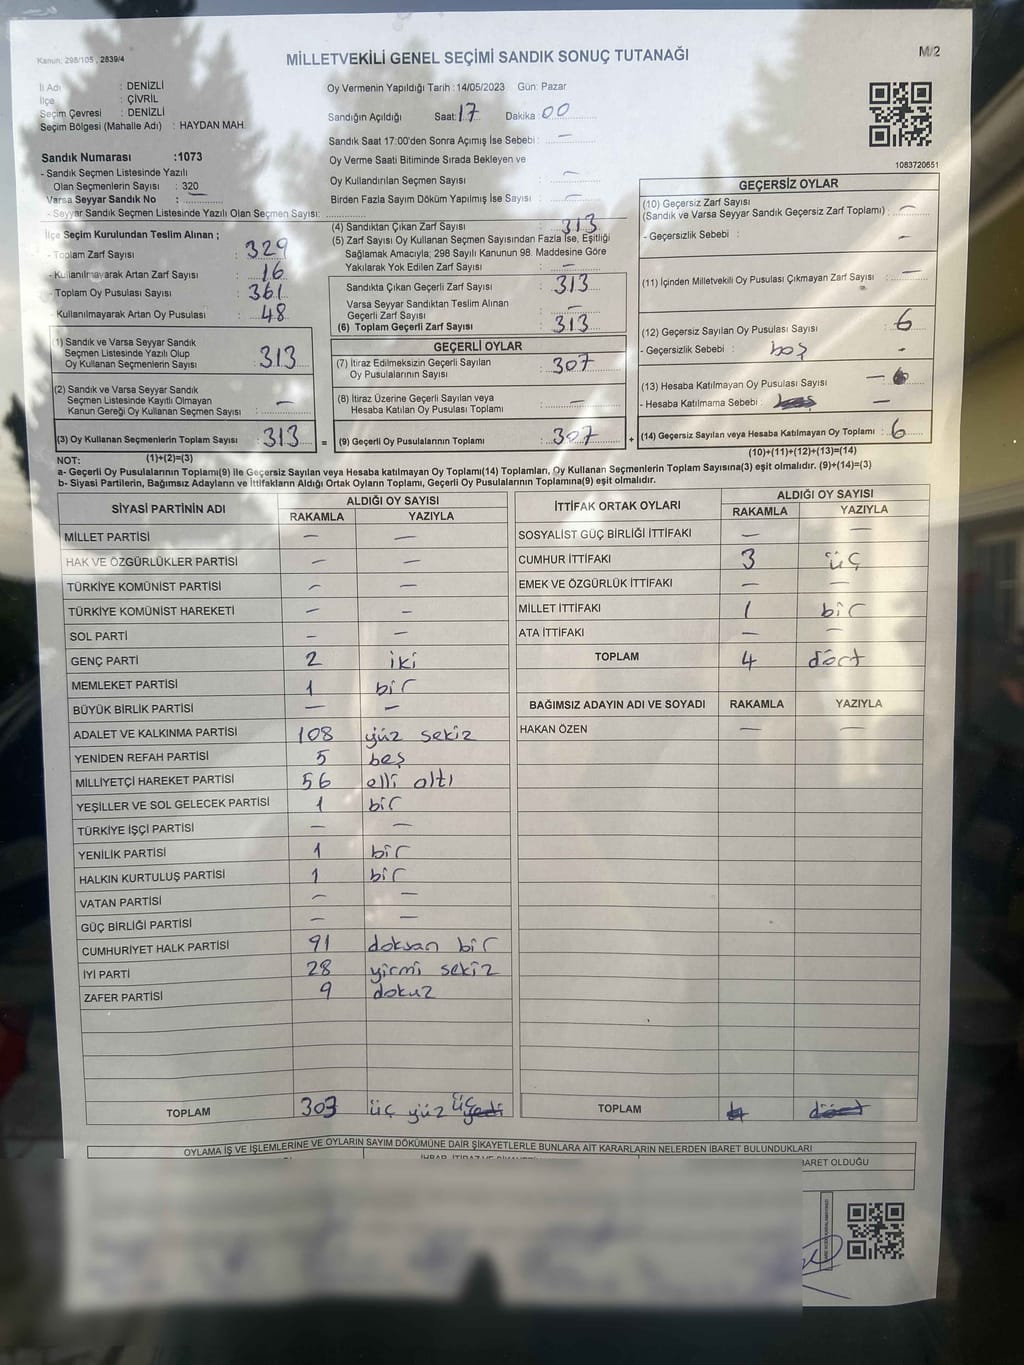 Kanun: 298/105 , 2839/4
MİLLETVEKİLİ GENEL SEÇİMİ SANDIK SONUÇ TUTANAĞI
M/2
İl Adı : DENİZLİ
İlçe : ÇİVRİL
Seçim Çevresi : DENİZLİ
Seçim Bölgesi (Mahalle Adı) : HAYDAN MAH.
Oy Vermenin Yapıldığı Tarih : 14/05/2023 Gün: Pazar
Sandığın Açıldığı Saat: 17 Dakika 00
Sandık Saat 17:00'den Sonra Açımış İse Sebebi : —
Oy Verme Saati Bitiminde Sırada Bekleyen ve
Oy Kullandırılan Seçmen Sayısı —
Birden Fazla Sayım Döküm Yapılmış İse Sayısı —
1083720651
Sandık Numarası :1073
- Sandık Seçmen Listesinde Yazılı
Olan Seçmenlerin Sayısı : 320
Varsa Seyyar Sandık No : —
- Seyyar Sandık Seçmen Listesinde Yazılı Olan Seçmen Sayısı:
İlçe Seçim Kurulundan Teslim Alınan ;
- Toplam Zarf Sayısı : 329
- Kullanılmayarak Artan Zarf Sayısı : 16
- Toplam Oy Pusulası Sayısı : 361
- Kullanılmayarak Artan Oy Pusulası : 48
(1) Sandık ve Varsa Seyyar Sandık
Seçmen Listesinde Yazılı Olup
Oy Kullanan Seçmenlerin Sayısı : 313
(2) Sandık ve Varsa Seyyar Sandık
Seçmen Listesinde Kayıtlı Olmayan
Kanun Gereği Oy Kullanan Seçmen Sayısı : —
(3) Oy Kullanan Seçmenlerin Toplam Sayısı : 313 =
(4) Sandıktan Çıkan Zarf Sayısı : 313
(5) Zarf Sayısı Oy Kullanan Seçmen Sayısından Fazla İse, Eşitliği
Sağlamak Amacıyla; 298 Sayılı Kanunun 98. Maddesine Göre
Yakılarak Yok Edilen Zarf Sayısı : —
Sandıkta Çıkan Geçerli Zarf Sayısı : 313
Varsa Seyyar Sandıktan Teslim Alınan
Geçerli Zarf Sayısı : —
(6) Toplam Geçerli Zarf Sayısı : 313
GEÇERLİ OYLAR
(7) İtiraz Edilmeksizin Geçerli Sayılan
Oy Pusulalarının Sayısı : 307
(8) İtiraz Üzerine Geçerli Sayılan veya
Hesaba Katılan Oy Pusulası Toplamı : —
(9) Geçerli Oy Pusulalarının Toplamı : 307 +
GEÇERSİZ OYLAR
(10) Geçersiz Zarf Sayısı
(Sandık ve Varsa Seyyar Sandık Geçersiz Zarf Toplamı) : —
- Geçersizlik Sebebi : —
(11) İçinden Milletvekili Oy Pusulası Çıkmayan Zarf Sayısı : —
(12) Geçersiz Sayılan Oy Pusulası Sayısı : 6
- Geçersizlik Sebebi : boş
(13) Hesaba Katılmayan Oy Pusulası Sayısı : —
- Hesaba Katılmama Sebebi : —
(14) Geçersiz Sayılan veya Hesaba Katılmayan Oy Toplamı : 6
NOT: (1)+(2)=(3)
(10)+(11)+(12)+(13)=(14)
a- Geçerli Oy Pusulalarının Toplamı(9) ile Geçersiz Sayılan veya Hesaba katılmayan Oy Toplamı(14) Toplamları, Oy Kullanan Seçmenlerin Toplam Sayısına(3) eşit olmalıdır. (9)+(14)=(3)
b- Siyasi Partilerin, Bağımsız Adayların ve İttifakların Aldığı Ortak Oyların Toplamı, Geçerli Oy Pusulalarının Toplamına(9) eşit olmalıdır.
SİYASİ PARTİNİN ADI ALDIĞI OY SAYISI
RAKAMLA YAZIYLA
MİLLET PARTİSİ — —
HAK VE ÖZGÜRLÜKLER PARTİSİ — —
TÜRKİYE KOMÜNİST PARTİSİ — —
TÜRKİYE KOMÜNİST HAREKETİ — —
SOL PARTİ — —
GENÇ PARTİ 2 iki
MEMLEKET PARTİSİ 1 bir
BÜYÜK BİRLİK PARTİSİ — —
ADALET VE KALKINMA PARTİSİ 108 yüz sekiz
YENİDEN REFAH PARTİSİ 5 beş
MİLLİYETÇİ HAREKET PARTİSİ 56 elli altı
YEŞİLLER VE SOL GELECEK PARTİSİ 1 bir
TÜRKİYE İŞÇİ PARTİSİ — —
YENİLİK PARTİSİ 1 bir
HALKIN KURTULUŞ PARTİSİ 1 bir
VATAN PARTİSİ — —
GÜÇ BİRLİĞİ PARTİSİ — —
CUMHURİYET HALK PARTİSİ 91 doksan bir
İYİ PARTİ 28 yirmi sekiz
ZAFER PARTİSİ 9 dokuz
TOPLAM 303 üç yüz üç yedi
İTTİFAK ORTAK OYLARI ALDIĞI OY SAYISI
RAKAMLA YAZIYLA
SOSYALİST GÜÇ BİRLİĞİ İTTİFAKI — —
CUMHUR İTTİFAKI 3 üç
EMEK VE ÖZGÜRLÜK İTTİFAKI — —
MİLLET İTTİFAKI 1 bir
ATA İTTİFAKI — —
TOPLAM 4 dört
BAĞIMSIZ ADAYIN ADI VE SOYADI RAKAMLA YAZIYLA
HAKAN ÖZEN — —
TOPLAM 4 dört
OYLAMA İŞ VE İŞLEMLERİNE VE OYLARIN SAYIM DÖKÜMÜNE DAİR ŞİKAYETLERLE BUNLARA AİT KARARLARIN NELERDEN İBARET BULUNDUKLARI
İBARET OLDUĞU